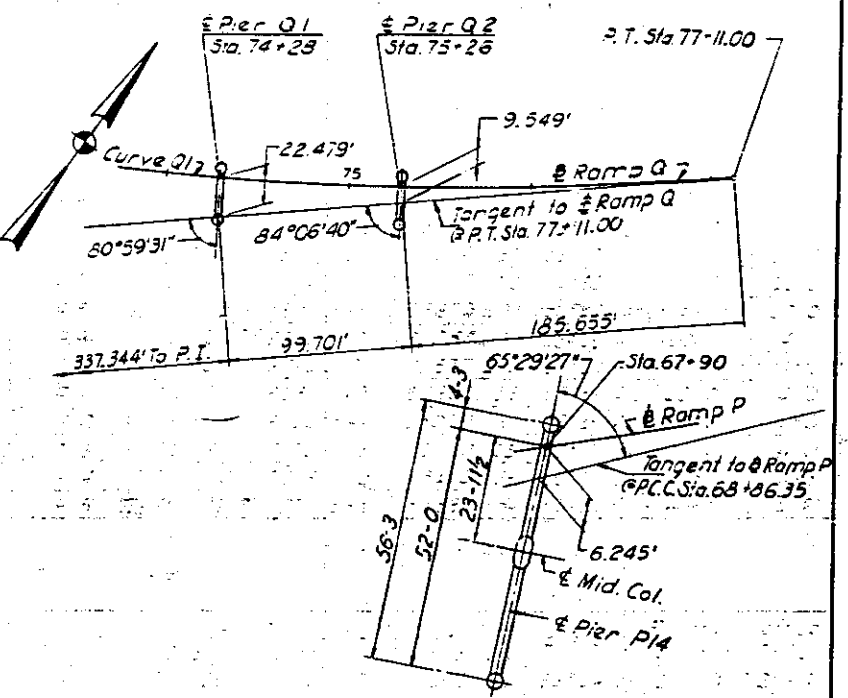 ℄ Pier Q1
Sta. 74+28
℄ Pier Q2
Sta. 75+26
P.T. Sta. 77+11.00
22.479'
9.549'
Curve Q17
75
℄ Ramp Q
Tangent to ℄ Ramp Q
@ P.T. Sta. 77+11.00
80°59'31"
84°06'40"
337.344' To P.I.
99.701'
185.655'
65°29'27"
Sta. 67+90
4-3
℄ Ramp P
Tangent to ℄ Ramp P
@ P.C.C. Sta. 68+86.35
23-11½
52-0
56-3
6.245'
℄ Mid. Col.
℄ Pier P14